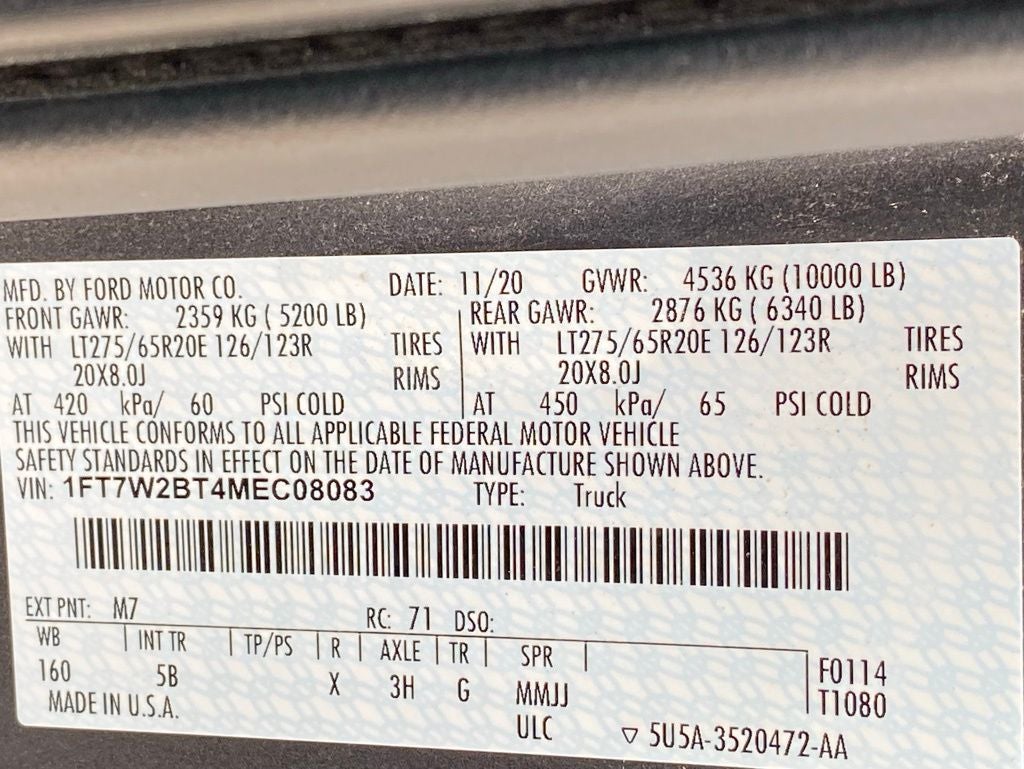 MFD. BY FORD MOTOR CO. DATE: 11/20 GVWR: 4536 KG (10000 LB)
FRONT GAWR: 2359 KG ( 5200 LB) REAR GAWR: 2876 KG ( 6340 LB)
WITH LT275/65R20E 126/123R TIRES WITH LT275/65R20E 126/123R TIRES
20X8.0J RIMS 20X8.0J RIMS
AT 420 kPa/ 60 PSI COLD AT 450 kPa/ 65 PSI COLD
THIS VEHICLE CONFORMS TO ALL APPLICABLE FEDERAL MOTOR VEHICLE
SAFETY STANDARDS IN EFFECT ON THE DATE OF MANUFACTURE SHOWN ABOVE.
VIN: 1FT7W2BT4MEC08083 TYPE: Truck
EXT PNT: M7 RC: 71 DSO:
WB INT TR TP/PS R AXLE TR SPR F0114
160 5B X 3H G MMJJ T1080
MADE IN U.S.A. ULC ▽ 5U5A-3520472-AA